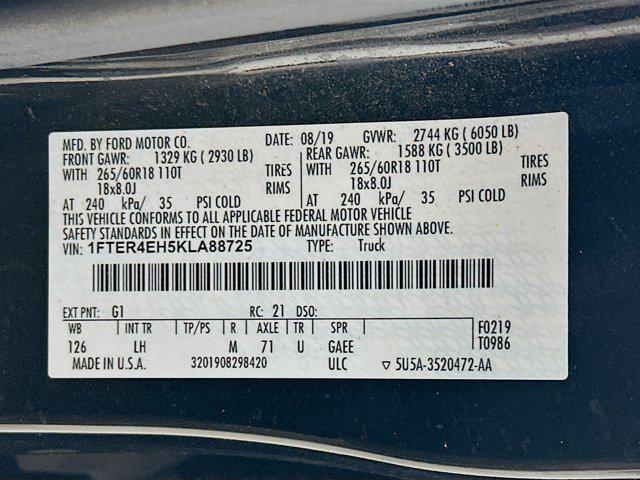 MFD. BY FORD MOTOR CO. DATE: 08/19 GVWR: 2744 KG ( 6050 LB)
FRONT GAWR: 1329 KG ( 2930 LB) REAR GAWR: 1588 KG ( 3500 LB)
WITH 265/60R18 110T TIRES WITH 265/60R18 110T TIRES
18x8.0J RIMS 18x8.0J RIMS
AT 240 kPa/ 35 PSI COLD AT 240 kPa/ 35 PSI COLD
THIS VEHICLE CONFORMS TO ALL APPLICABLE FEDERAL MOTOR VEHICLE
SAFETY STANDARDS IN EFFECT ON THE DATE OF MANUFACTURE SHOWN ABOVE.
VIN: 1FTER4EH5KLA88725 TYPE: Truck
EXT PNT: G1 RC: 21 DSO:
WB INT TR TP/PS R AXLE TR SPR F0219
126 LH M 71 U GAEE T0986
MADE IN U.S.A. 3201908298420 ULC ▽ 5U5A-3520472-AA